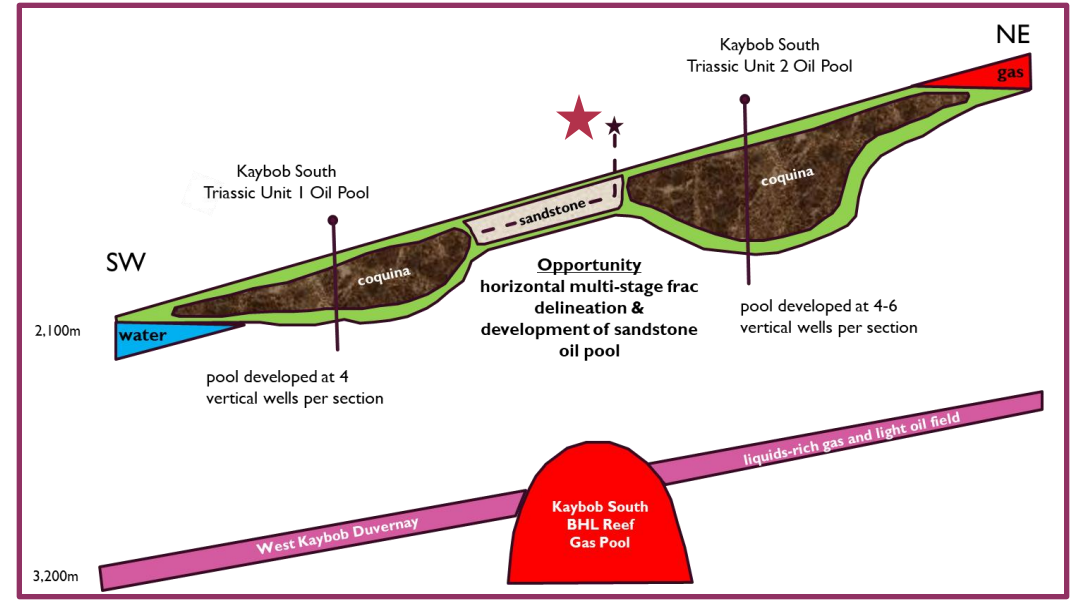 NE
Kaybob South
Triassic Unit 2 Oil Pool
gas
Kaybob South
Triassic Unit 1 Oil Pool
coquina
sandstone
SW
coquina
Opportunity
horizontal multi-stage frac
delineation &
development of sandstone
oil pool
pool developed at 4-6
vertical wells per section
2,100m
water
pool developed at 4
vertical wells per section
liquids-rich gas and light oil field
Kaybob South
BHL Reef
Gas Pool
West Kaybob Duvernay
3,200m